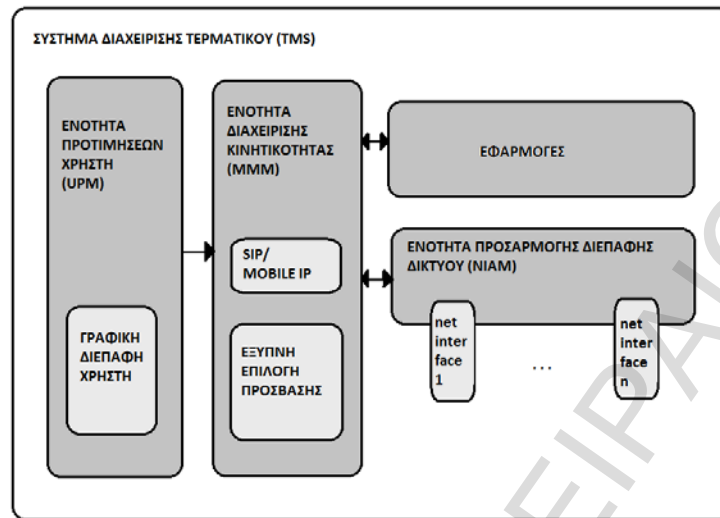 ΣΥΣΤΗΜΑ ΔΙΑΧΕΙΡΙΣΗΣ ΤΕΡΜΑΤΙΚΟΥ (TMS)
ΕΝΟΤΗΤΑ
ΠΡΟΤΙΜΗΣΕΩΝ
ΧΡΗΣΤΗ
(UPM)
ΓΡΑΦΙΚΗ
ΔΙΕΠΑΦΗ
ΧΡΗΣΤΗ
ΕΝΟΤΗΤΑ
ΔΙΑΧΕΙΡΙΣΗΣ
ΚΙΝΗΤΙΚΟΤΗΤΑΣ
(MMM)
SIP/
MOBILE IP
ΕΞΥΠΝΗ
ΕΠΙΛΟΓΗ
ΠΡΟΣΒΑΣΗΣ
ΕΦΑΡΜΟΓΕΣ
ΕΝΟΤΗΤΑ ΠΡΟΣΑΡΜΟΓΗΣ ΔΙΕΠΑΦΗΣ
ΔΙΚΤΥΟΥ (NIAM)
net
inter
face
1
...
net
inter
face
n
ΕΙΡΑΙ